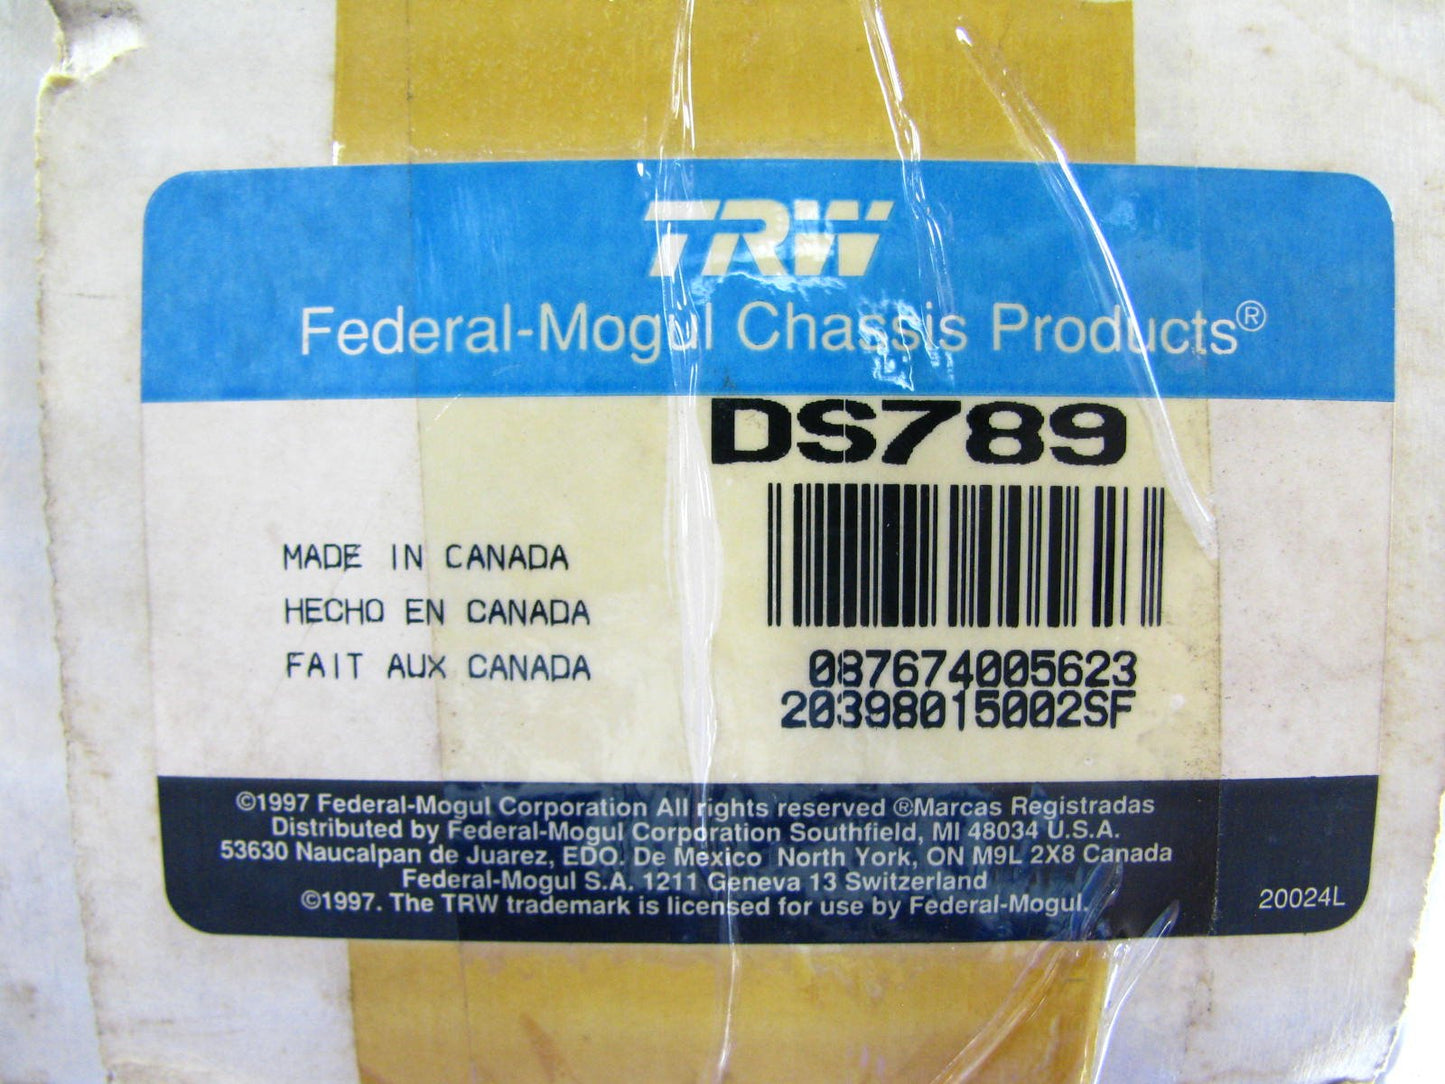 TRW
Federal-Mogul Chassis Products®
DS789
MADE IN CANADA
HECHO EN CANADA
FAIT AUX CANADA
087674005623
20398015002SF
©1997 Federal-Mogul Corporation All rights reserved ®Marcas Registradas
Distributed by Federal-Mogul Corporation Southfield, MI 48034 U.S.A.
53630 Naucalpan de Juarez, EDO. De Mexico North York, ON M9L 2X8 Canada
Federal-Mogul S.A. 1211 Geneva 13 Switzerland
©1997. The TRW trademark is licensed for use by Federal-Mogul.
20024L